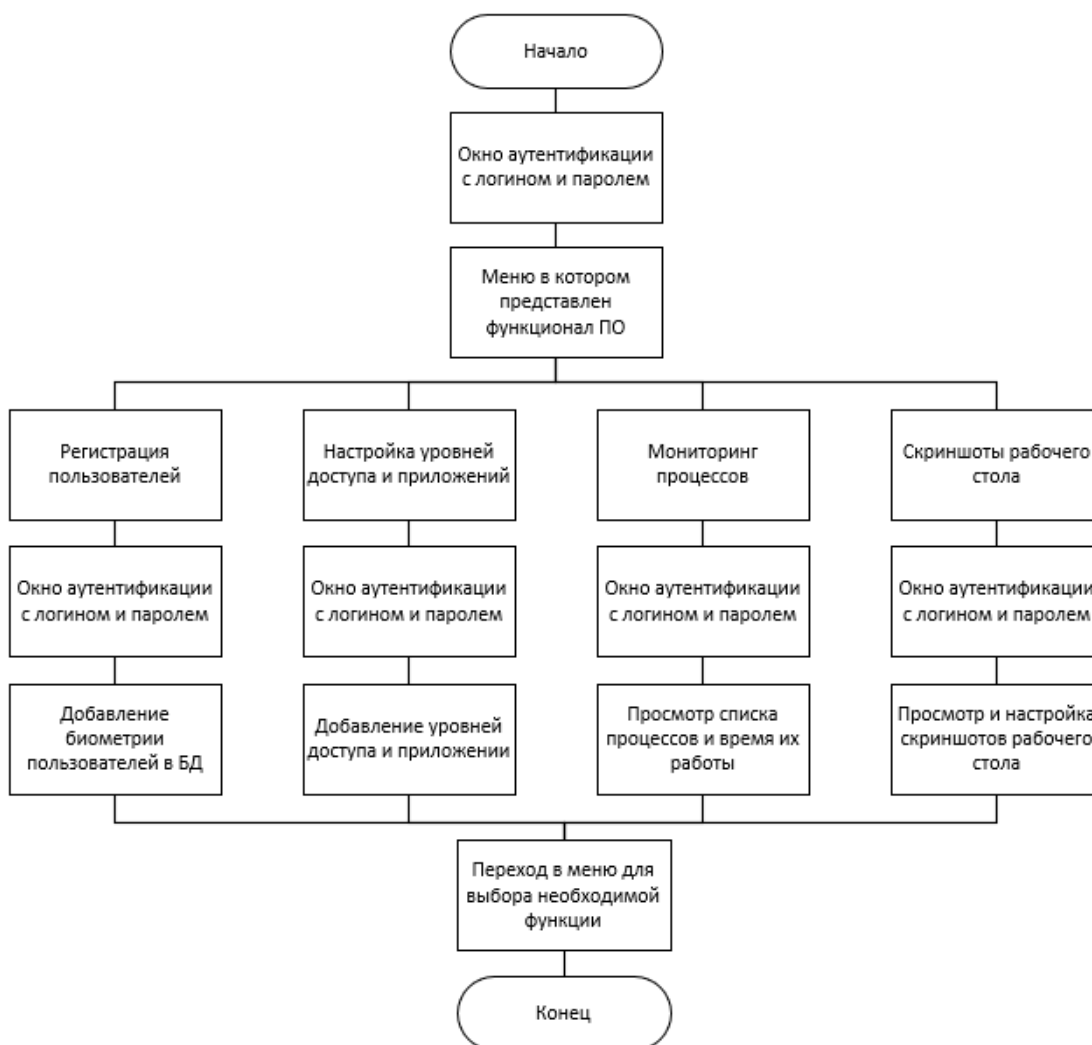 Начало
Окно аутентификации
с логином и паролем
Меню в котором
представлен
функционал ПО
Регистрация
пользователей
Настройка уровней
доступа и приложений
Мониторинг
процессов
Скриншоты рабочего
стола
Окно аутентификации
с логином и паролем
Окно аутентификации
с логином и паролем
Окно аутентификации
с логином и паролем
Окно аутентификации
с логином и паролем
Добавление
биометрии
пользователей в БД
Добавление уровней
доступа и приложении
Просмотр списка
процессов и время их
работы
Просмотр и настройка
скриншотов рабочего
стола
Переход в меню для
выбора необходимой
функции
Конец